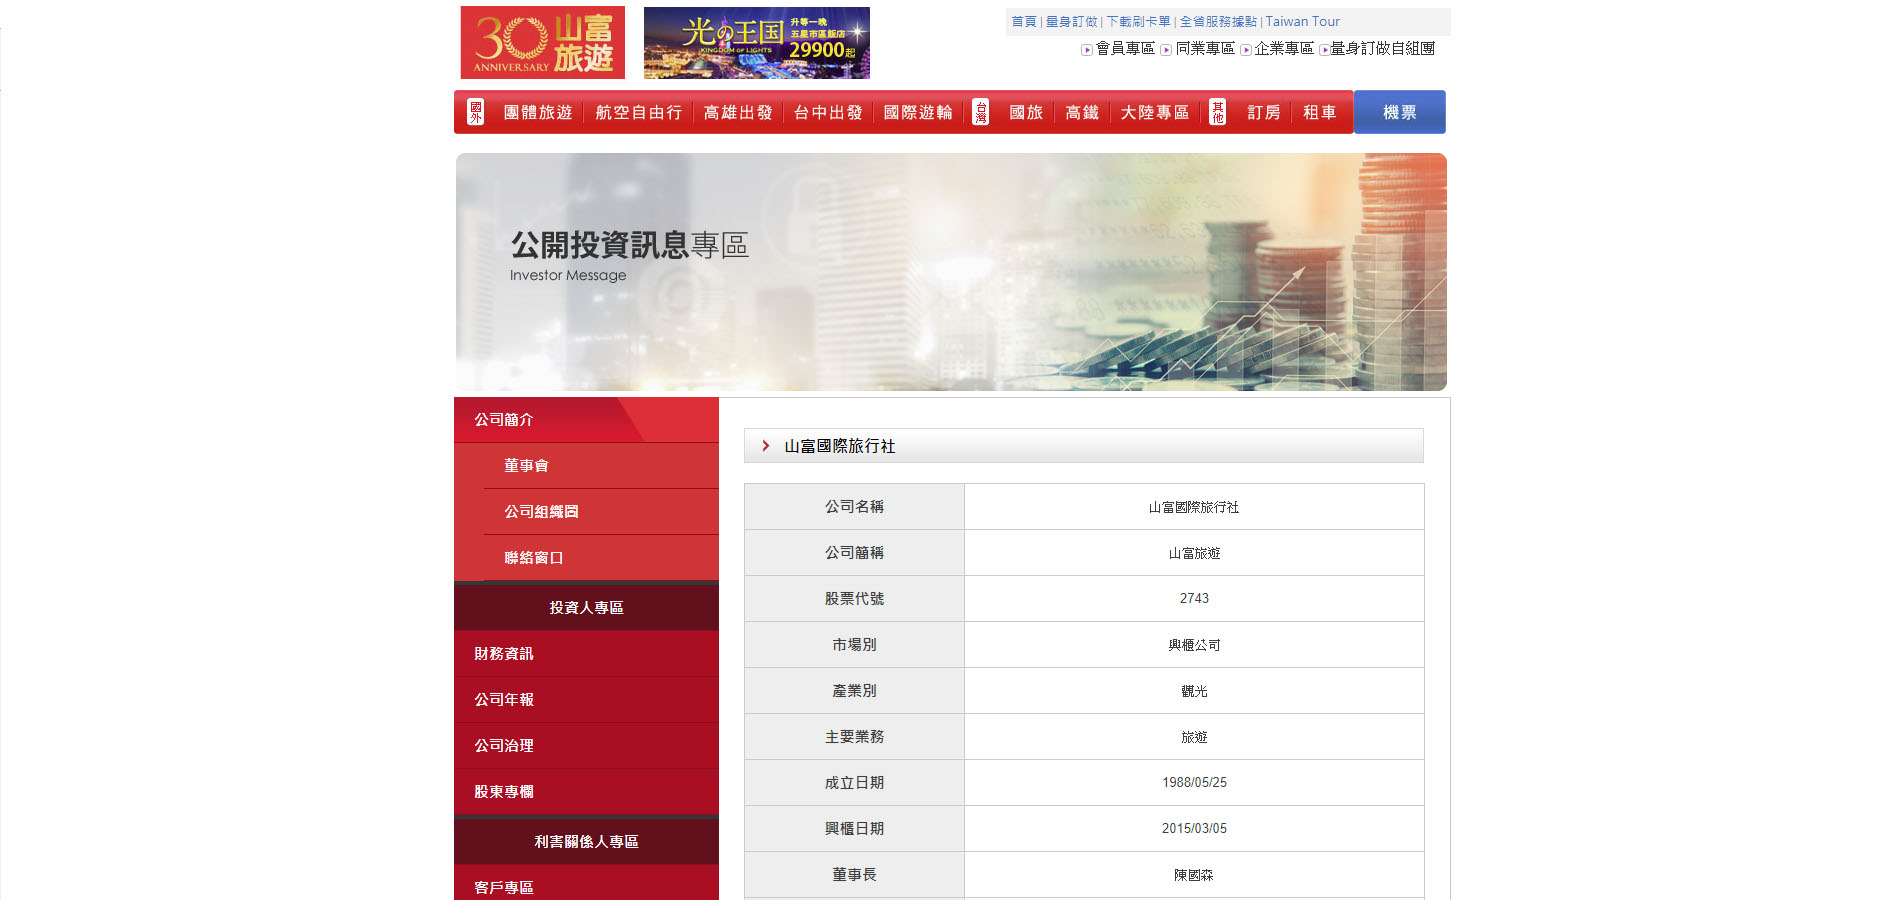 30 山富旅遊
ANNIVERSARY
光の王国
KINGDOM OF LIGHTS
升等一晚
五星市區飯店
29900起
首頁 | 量身訂做 | 下載刷卡單 | 全省服務據點 | Taiwan Tour
會員專區 同業專區 企業專區 量身訂做自組團
國外 團體旅遊 航空自由行 高雄出發 台中出發 國際遊輪 台灣 國旅 高鐵 大陸專區 其他 訂房 租車 機票
公開投資訊息專區
Investor Message
公司簡介
董事會
公司組織圖
聯絡窗口
投資人專區
財務資訊
公司年報
公司治理
股東專欄
利害關係人專區
客戶專區
山富國際旅行社
公司名稱 山富國際旅行社
公司簡稱 山富旅遊
股票代號 2743
市場別 興櫃公司
產業別 觀光
主要業務 旅遊
成立日期 1988/05/25
興櫃日期 2015/03/05
董事長 陳國森